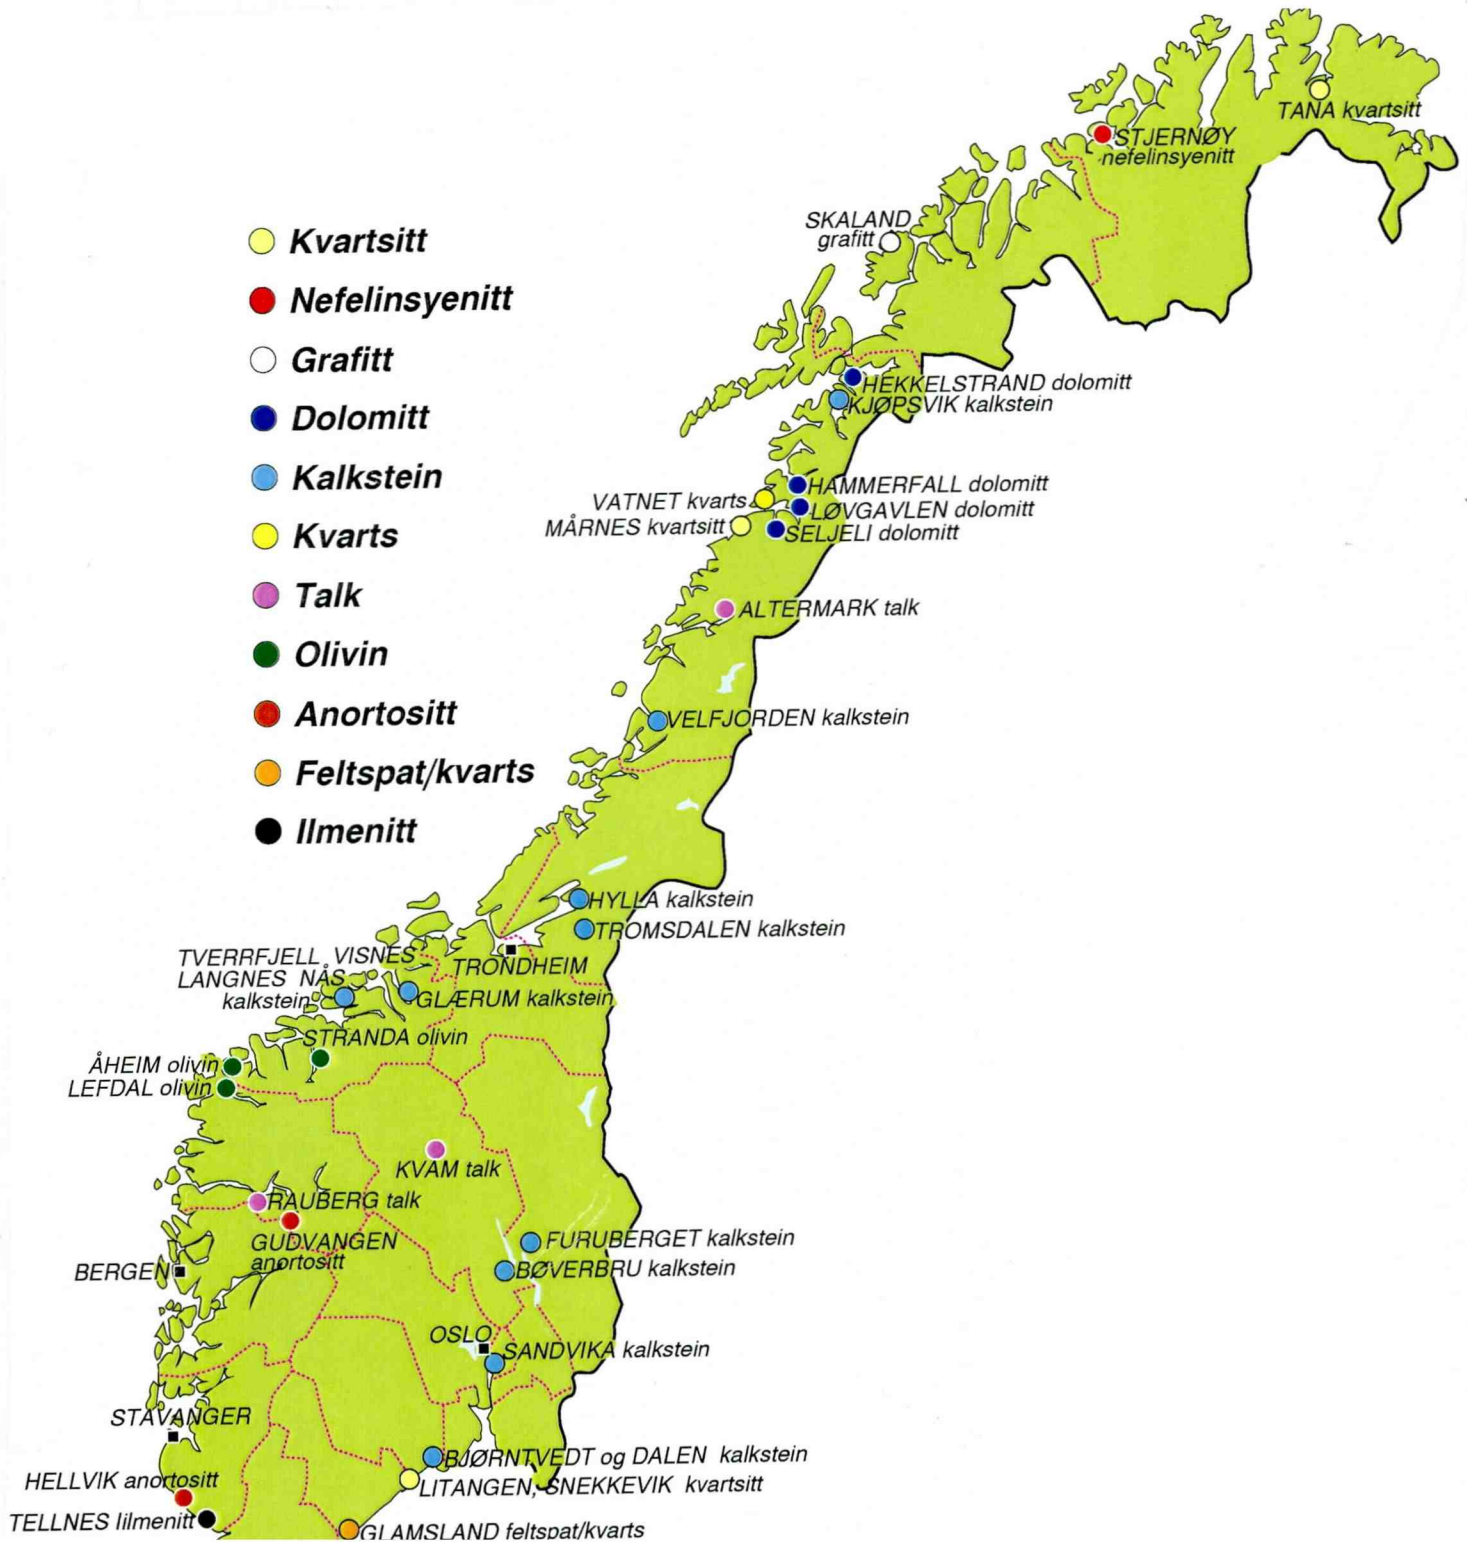 TANA kvartsitt
STJERNØY
nefelinsyenitt
SKALAND
grafitt
Kvartsitt
Nefelinsyenitt
Grafitt
Dolomitt
Kalkstein
Kvarts
Talk
Olivin
Anortositt
Feltspat/kvarts
Ilmenitt
HEKKELSTRAND dolomitt
KJØPSVIK kalkstein
HAMMERFALL dolomitt
VATNET kvarts
LØVGAVLEN dolomitt
MÅRNES kvartsitt
SELJELI dolomitt
ALTERMARK talk
VELFJORDEN kalkstein
HYLLA kalkstein
TROMSDALEN kalkstein
TRONDHEIM
TVERRFJELL VISNES
LANGNES NÅS
kalkstein
GLÆRUM kalkstein
STRANDA olivin
ÅHEIM olivin
LEFDAL olivin
KVAM talk
RAUBERG talk
GUDVANGEN
anortositt
FURUBERGET kalkstein
BERGEN
BØVERBRU kalkstein
OSLO
SANDVIKA kalkstein
STAVANGER
BJØRNTVEDT og DALEN kalkstein
HELLVIK anortositt
LITANGEN, SNEKKEVIK kvartsitt
TELLNES Iilmenitt
GLAMSLAND feltspat/kvarts